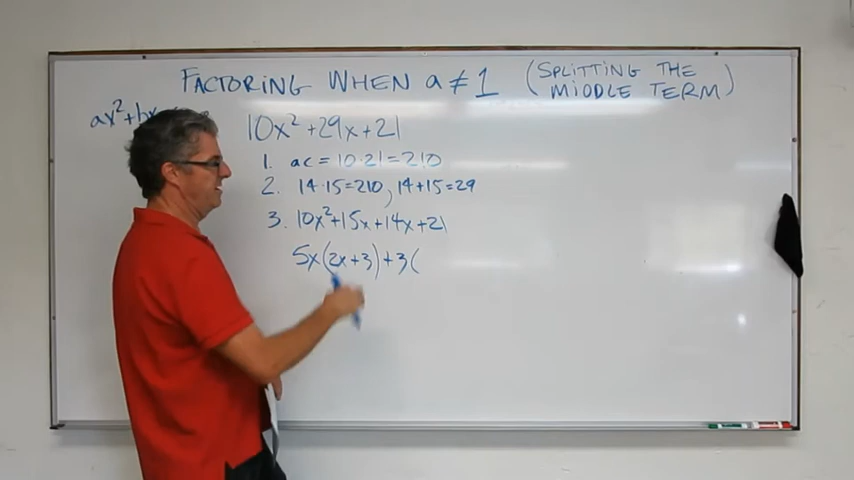 FACTORING WHEN a ≠ 1 (SPLITTING THE MIDDLE TERM)
ax² + bx
10x² + 29x + 21
1. ac = 10·21 = 210
2. 14·15 = 210, 14 + 15 = 29
3. 10x² + 15x + 14x + 21
5x(2x + 3) + 3(